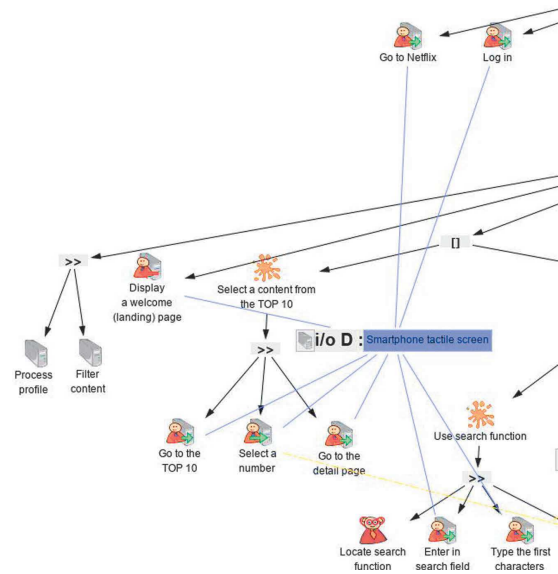 Go to Netflix
Log in
>>
Display
a welcome
(landing) page
Select a content from
the TOP 10
[]
i/o D : Smartphone tactile screen
>>
Process
profile
Filter
content
Go to the
TOP 10
Select a
number
Go to the
detail page
Use search function
>>
Locate search
function
Enter in
search field
Type the first
characters